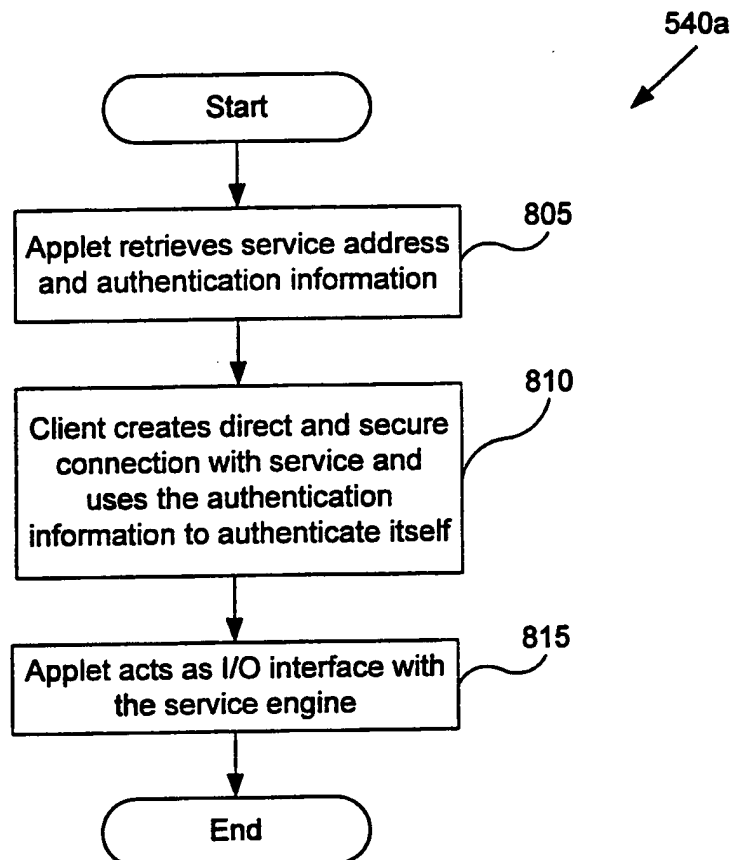 540a
Start
805
Applet retrieves service address
and authentication information
810
Client creates direct and secure
connection with service and
uses the authentication
information to authenticate itself
815
Applet acts as I/O interface with
the service engine
End